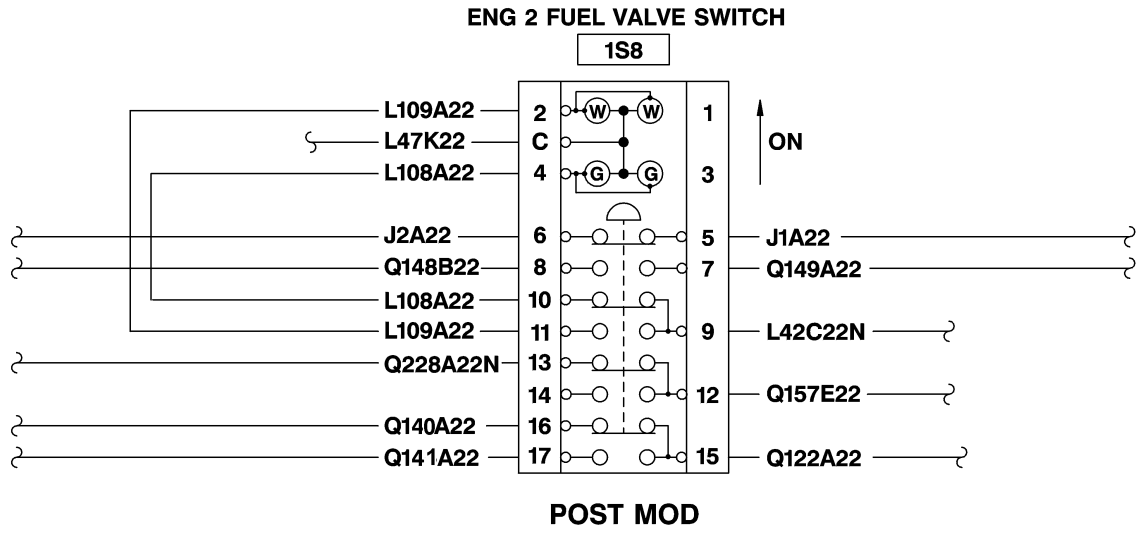 ENG 2 FUEL VALVE SWITCH
1S8
L109A22 2 W W 1
L47K22 C ON
L108A22 4 G G 3
J2A22 6 5 J1A22
Q148B22 8 7 Q149A22
L108A22 10
L109A22 11 9 L42C22N
Q228A22N 13
14 12 Q157E22
Q140A22 16
Q141A22 17 15 Q122A22
POST MOD